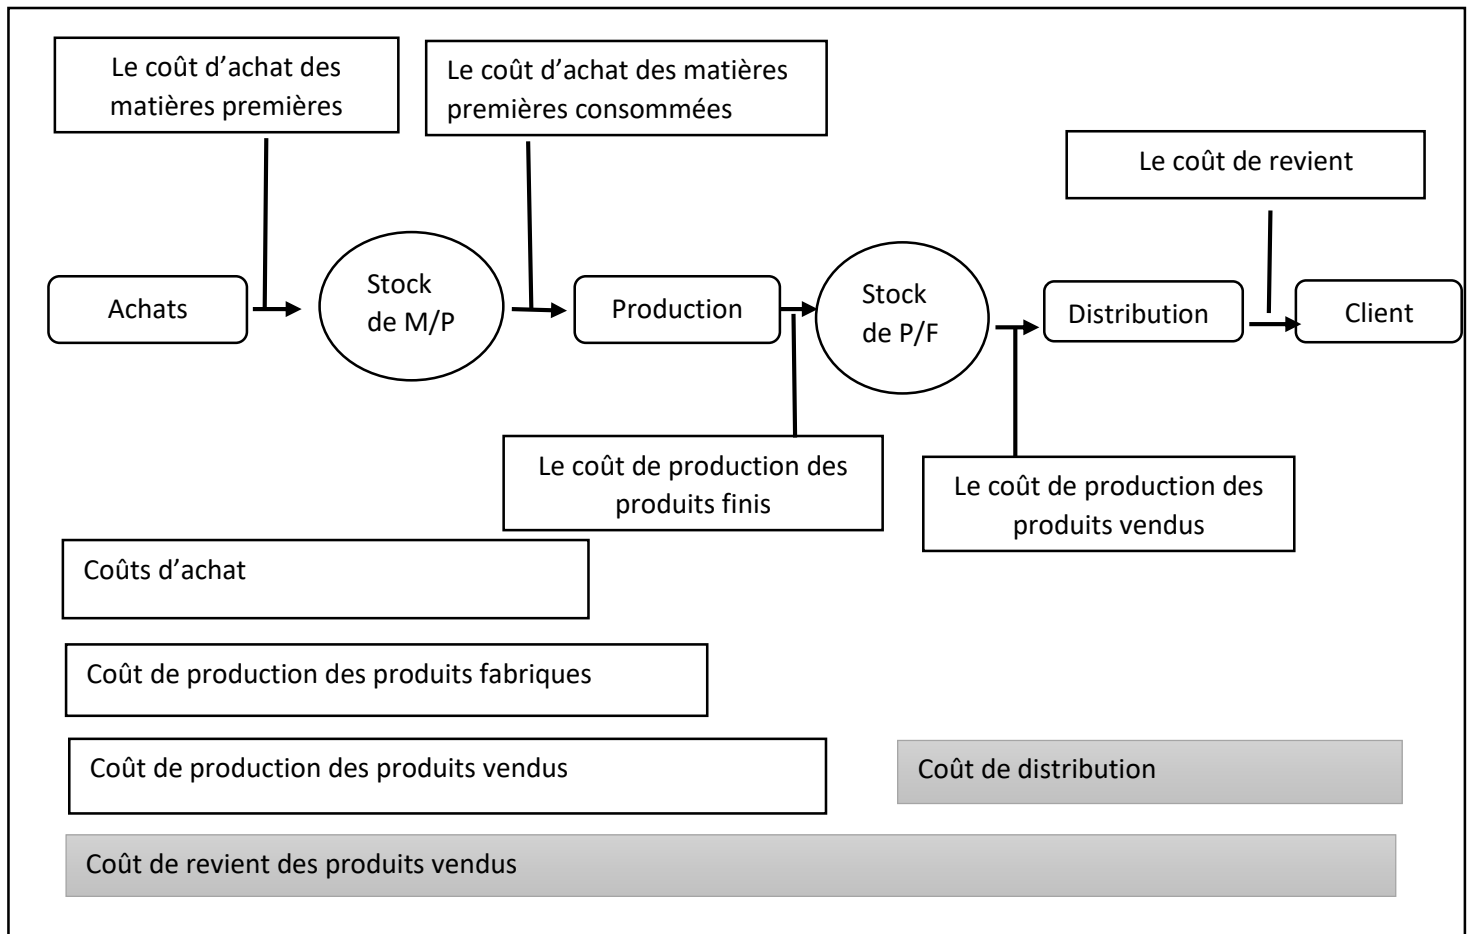 Le coût d’achat des
matières premières
Le coût d’achat des matières
premières consommées
Le coût de revient
Achats
Stock
de M/P
Production
Stock
de P/F
Distribution
Client
Le coût de production des
produits finis
Le coût de production des
produits vendus
Coûts d’achat
Coût de production des produits fabriques
Coût de production des produits vendus
Coût de distribution
Coût de revient des produits vendus